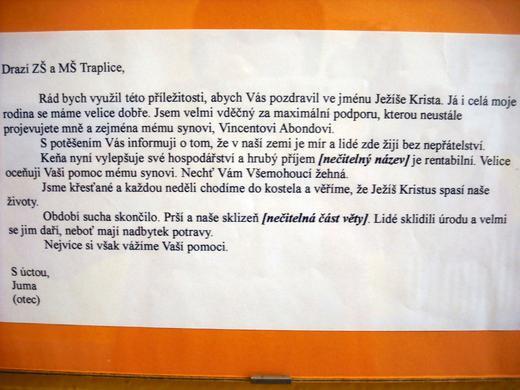 Drazí ZŠ a MŠ Traplice,
Rád bych využil této příležitosti, abych Vás pozdravil ve jménu Ježíše Krista. Já i celá moje
rodina se máme velice dobře. Jsem velmi vděčný za maximální podporu, kterou neustále
projevujete mně a zejména mému synovi, Vincentovi Abondovi.
S potěšením Vás informuji o tom, že v naší zemi je mír a lidé zde žijí bez nepřátelství.
Keňa nyní vylepšuje své hospodářství a hrubý příjem [nečitelný název] je rentabilní. Velice
oceňuji Vaši pomoc mému synovi. Nechť Vám Všemohoucí žehná.
Jsme křesťané a každou neděli chodíme do kostela a věříme, že Ježíš Kristus spasí naše
životy.
Období sucha skončilo. Prší a naše sklizeň [nečitelná část věty]. Lidé sklidili úrodu a velmi
se jim daří, neboť mají nadbytek potravy.
Nejvíce si však vážíme Vaší pomoci.
S úctou,
Juma
(otec)